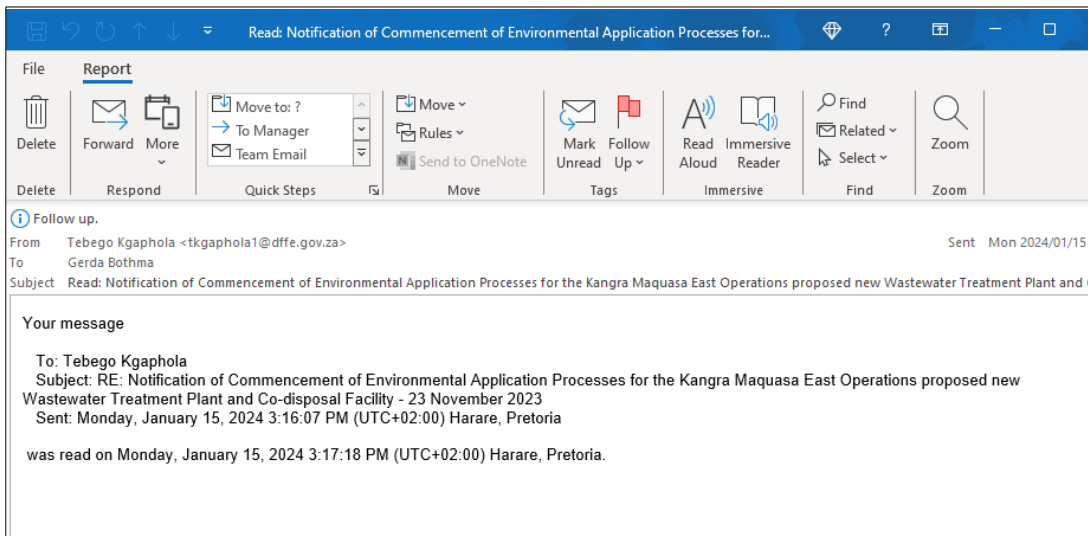 Read: Notification of Commencement of Environmental Application Processes for...
?
File Report
Delete
Forward
More
Move to: ?
To Manager
Team Email
Move
Rules
Send to OneNote
Mark Unread
Follow Up
Read Aloud
Immersive Reader
Find
Related
Select
Zoom
Delete Respond Quick Steps Move Tags Immersive Find Zoom
Follow up.
From Tebego Kgaphola <tkgaphola1@dffe.gov.za> Sent Mon 2024/01/15
To Gerda Bothma
Subject Read: Notification of Commencement of Environmental Application Processes for the Kangra Maquasa East Operations proposed new Wastewater Treatment Plant and
Your message
To: Tebego Kgaphola
Subject: RE: Notification of Commencement of Environmental Application Processes for the Kangra Maquasa East Operations proposed new
Wastewater Treatment Plant and Co-disposal Facility - 23 November 2023
Sent: Monday, January 15, 2024 3:16:07 PM (UTC+02:00) Harare, Pretoria
was read on Monday, January 15, 2024 3:17:18 PM (UTC+02:00) Harare, Pretoria.